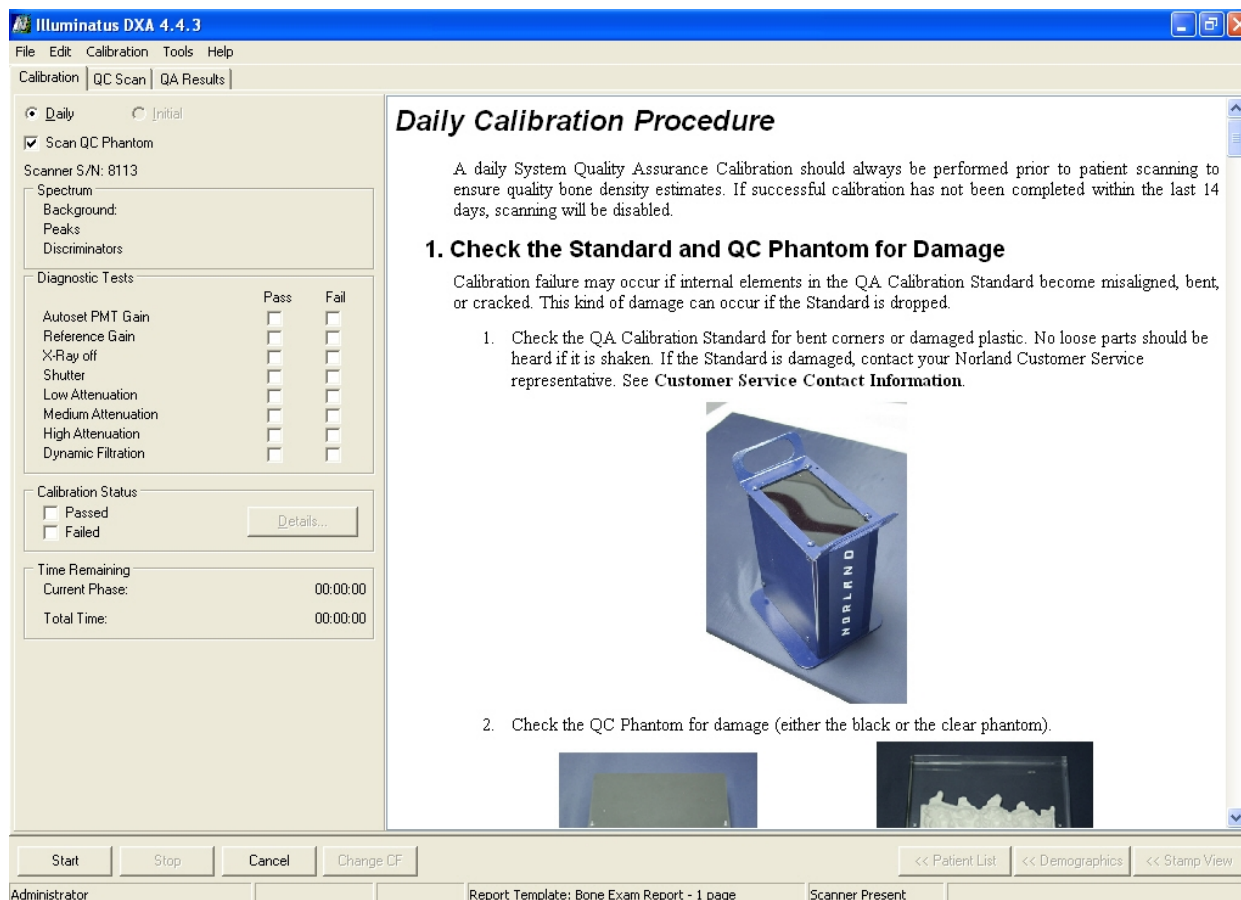 Illuminatus DXA 4.4.3
File Edit Calibration Tools Help
Calibration QC Scan QA Results
Daily Initial
Scan QC Phantom
Scanner S/N: 8113
Spectrum
Background:
Peaks
Discriminators
Diagnostic Tests
Pass Fail
Autoset PMT Gain
Reference Gain
X-Ray off
Shutter
Low Attenuation
Medium Attenuation
High Attenuation
Dynamic Filtration
Calibration Status
Passed
Failed
Details...
Time Remaining
Current Phase: 00:00:00
Total Time: 00:00:00
Daily Calibration Procedure
A daily System Quality Assurance Calibration should always be performed prior to patient scanning to
ensure quality bone density estimates. If successful calibration has not been completed within the last 14
days, scanning will be disabled.
1. Check the Standard and QC Phantom for Damage
Calibration failure may occur if internal elements in the QA Calibration Standard become misaligned, bent,
or cracked. This kind of damage can occur if the Standard is dropped.
1. Check the QA Calibration Standard for bent corners or damaged plastic. No loose parts should be
heard if it is shaken. If the Standard is damaged, contact your Norland Customer Service
representative. See Customer Service Contact Information.
NORLAND
2. Check the QC Phantom for damage (either the black or the clear phantom).
Start Stop Cancel Change CF << Patient List << Demographics << Stamp View
Administrator Report Template: Bone Exam Report - 1 page Scanner Present